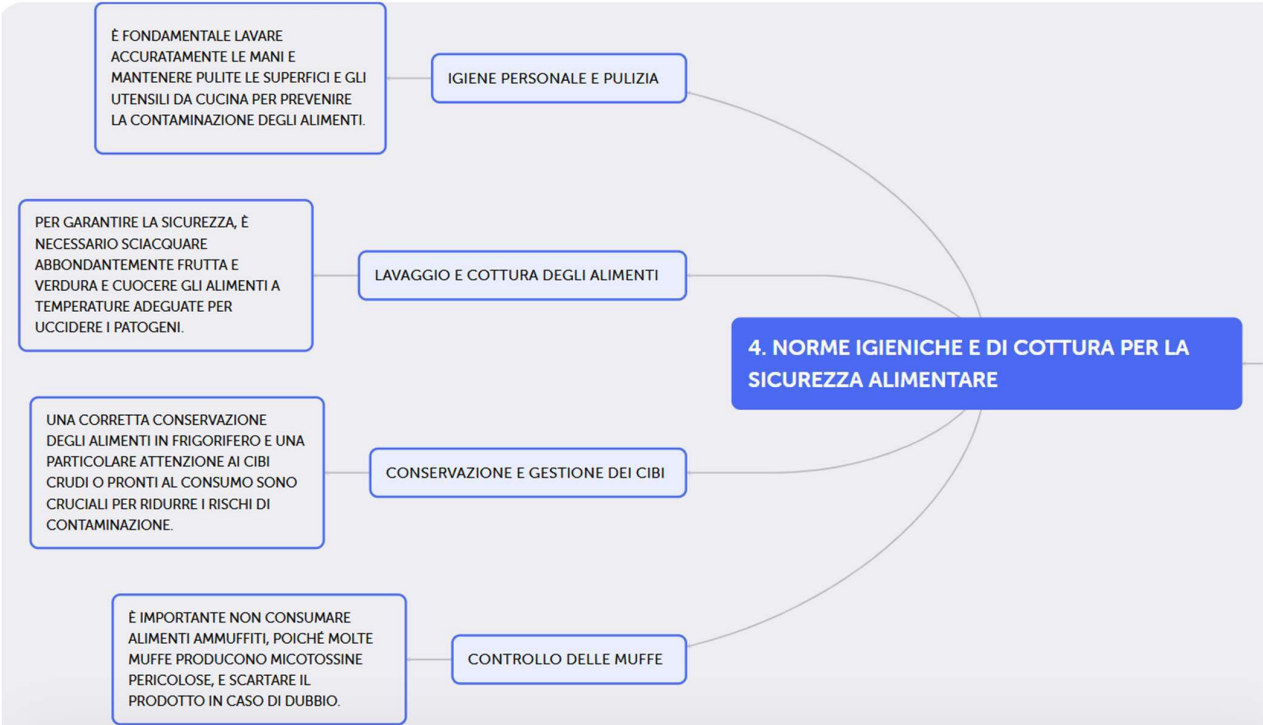 È FONDAMENTALE LAVARE
ACCURATAMENTE LE MANI E
MANTENERE PULITE LE SUPERFICI E GLI
UTENSILI DA CUCINA PER PREVENIRE
LA CONTAMINAZIONE DEGLI ALIMENTI.
IGIENE PERSONALE E PULIZIA
PER GARANTIRE LA SICUREZZA, È
NECESSARIO SCIACQUARE
ABBONDANTEMENTE FRUTTA E
VERDURA E CUOCERE GLI ALIMENTI A
TEMPERATURE ADEGUATE PER
UCCIDERE I PATOGENI.
LAVAGGIO E COTTURA DEGLI ALIMENTI
4. NORME IGIENICHE E DI COTTURA PER LA
SICUREZZA ALIMENTARE
UNA CORRETTA CONSERVAZIONE
DEGLI ALIMENTI IN FRIGORIFERO E UNA
PARTICOLARE ATTENZIONE AI CIBI
CRUDI O PRONTI AL CONSUMO SONO
CRUCIALI PER RIDURRE I RISCHI DI
CONTAMINAZIONE.
CONSERVAZIONE E GESTIONE DEI CIBI
È IMPORTANTE NON CONSUMARE
ALIMENTI AMMUFFITI, POICHÉ MOLTE
MUFFE PRODUCONO MICOTOSSINE
PERICOLOSE, E SCARTARE IL
PRODOTTO IN CASO DI DUBBIO.
CONTROLLO DELLE MUFFE